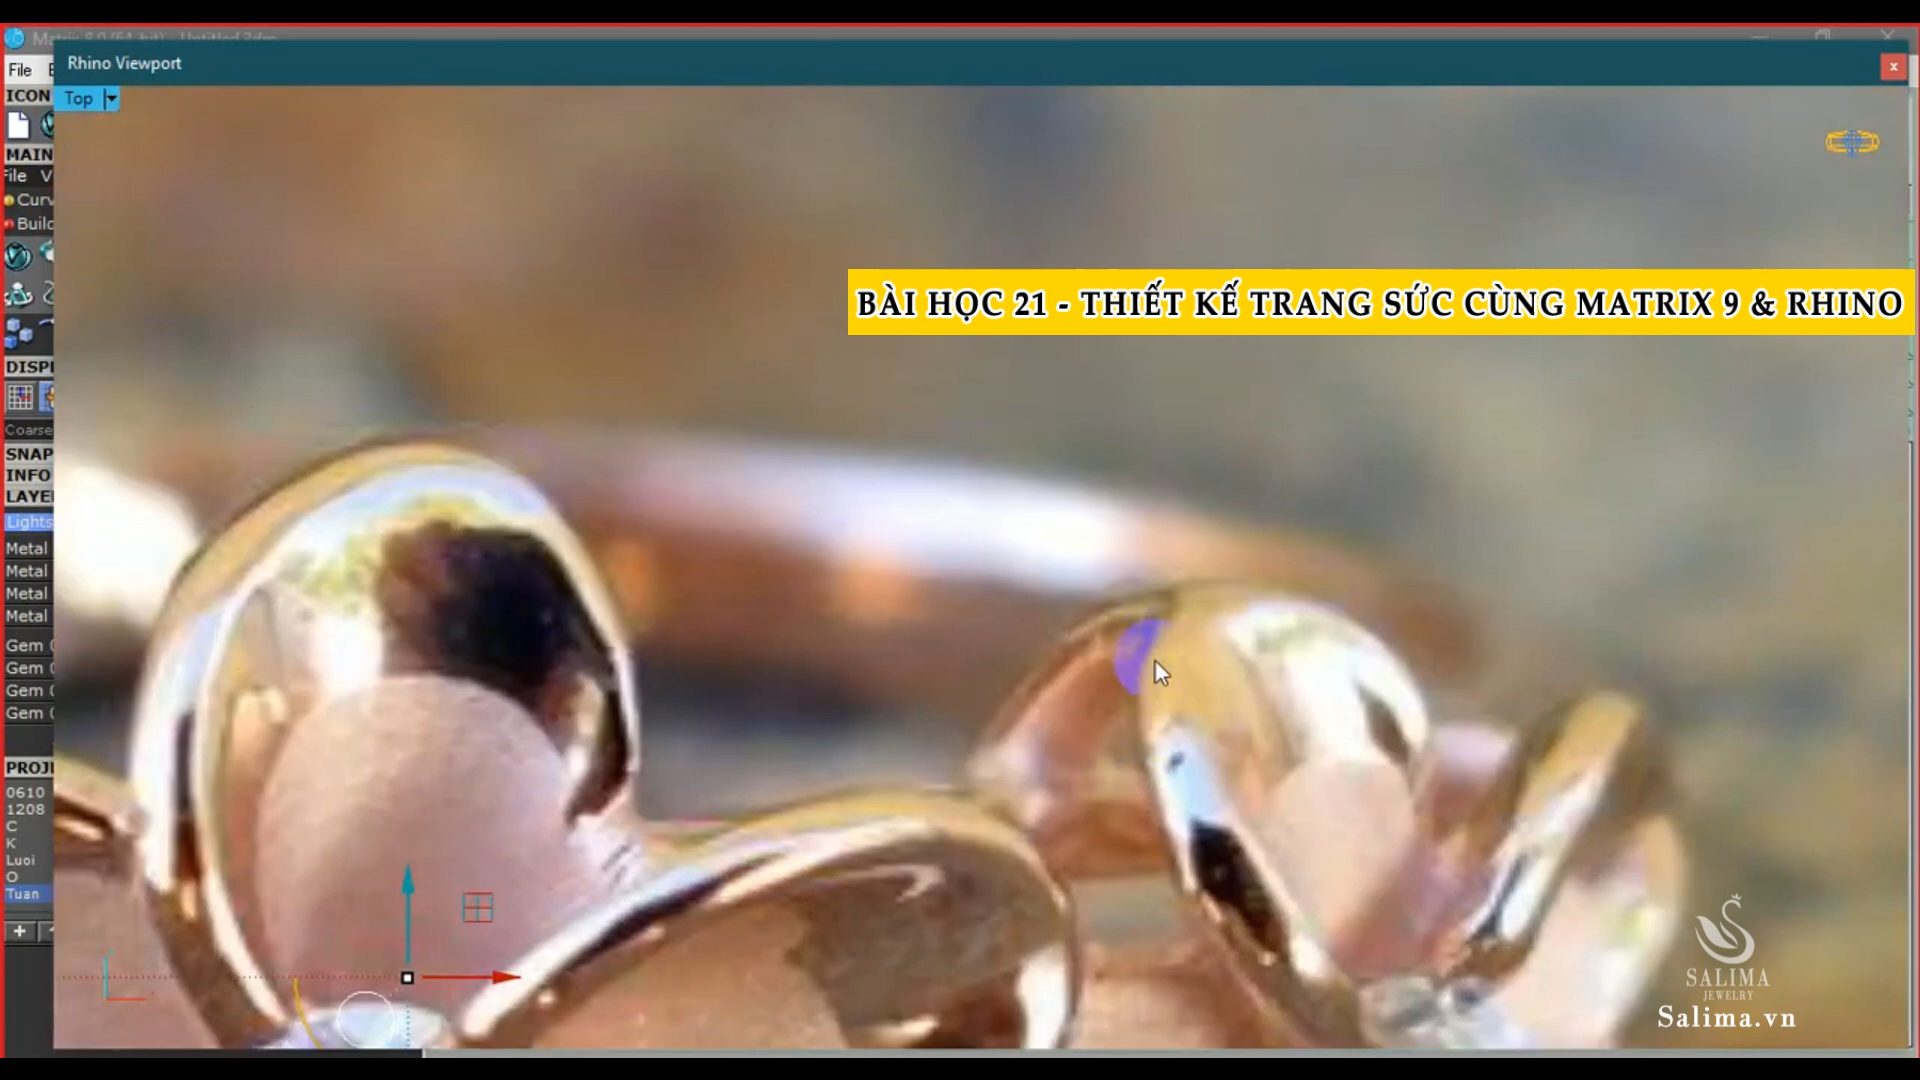 Rhino Viewport
File
Top
ICON
MAIN
File V
Curv
Build
BÀI HỌC 21 - THIẾT KẾ TRANG SỨC CÙNG MATRIX 9 & RHINO
DISPL
Coarse
SNAP
INFO
LAYE
Lights
Metal
Metal
Metal
Metal
Gem
Gem
Gem
Gem
PROJ
0610
1208
C
K
Luoi
O
Tuan
SALIMA
JEWELRY
Salima.vn